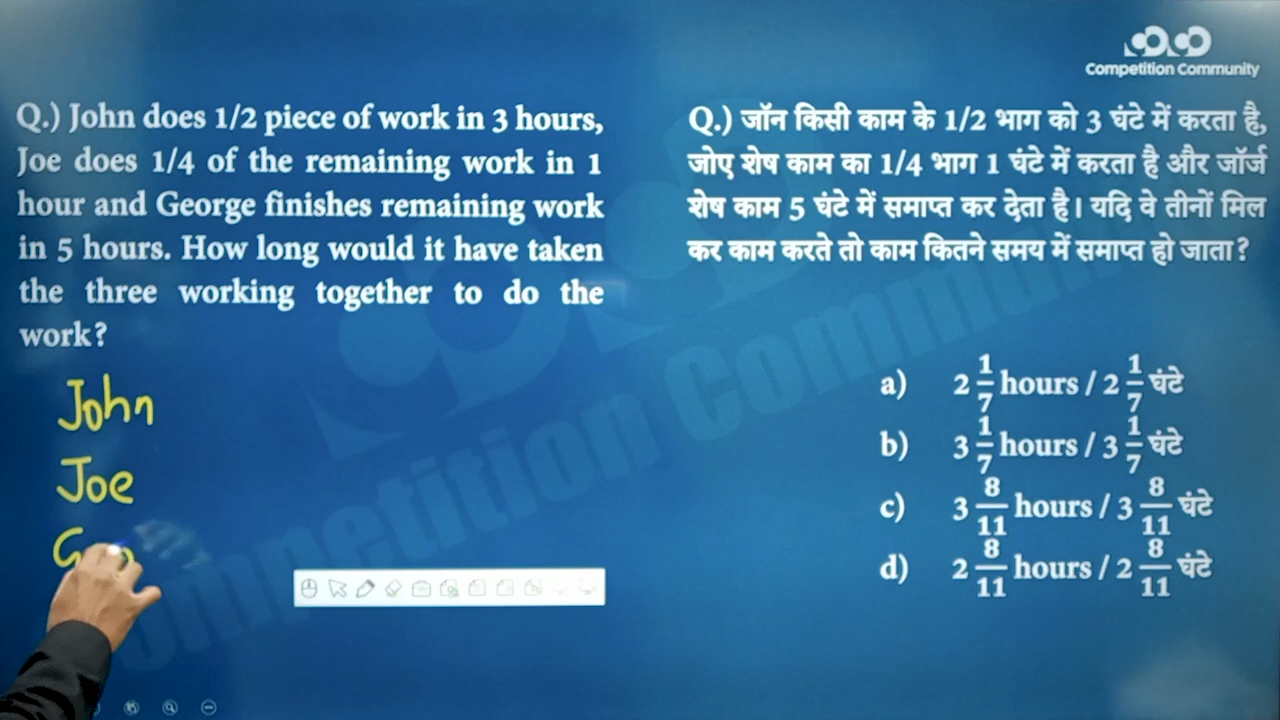 Competition Community
Q.) John does 1/2 piece of work in 3 hours,
Joe does 1/4 of the remaining work in 1
hour and George finishes remaining work
in 5 hours. How long would it have taken
the three working together to do the
work?
Q.) जॉन किसी काम के 1/2 भाग को 3 घंटे में करता है,
जोए शेष काम का 1/4 भाग 1 घंटे में करता है और जॉर्ज
शेष काम 5 घंटे में समाप्त कर देता है। यदि वे तीनों मिल
कर काम करते तो काम कितने समय में समाप्त हो जाता?
John
Joe
a) 2 1/7 hours / 2 1/7 घंटे
b) 3 1/7 hours / 3 1/7 घंटे
c) 3 8/11 hours / 3 8/11 घंटे
d) 2 8/11 hours / 2 8/11 घंटे